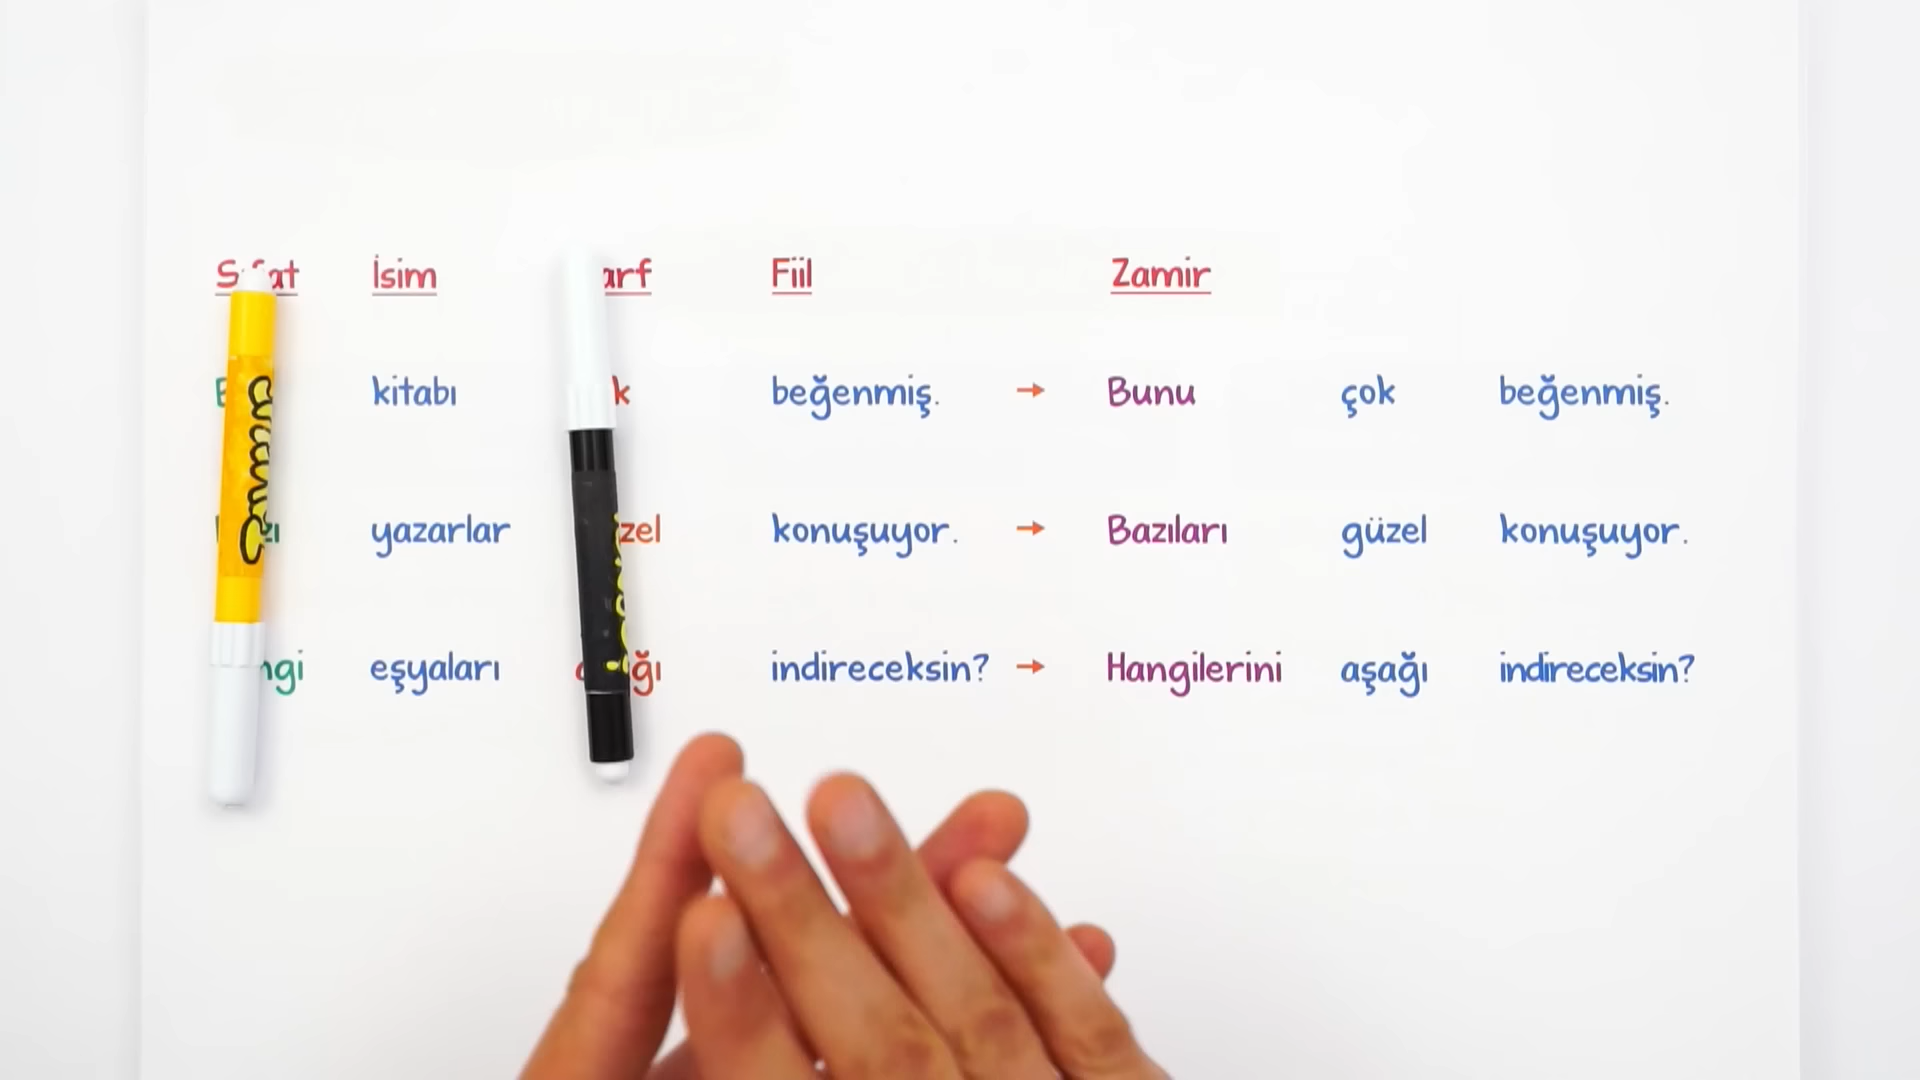 İsim Fiil Zamir
kitabı beğenmiş. → Bunu çok beğenmiş.
yazarlar konuşuyor. → Bazıları güzel konuşuyor.
eşyaları indireceksin? → Hangilerini aşağı indireceksin?